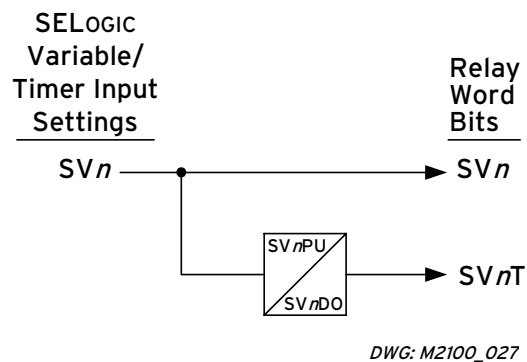 SELOGIC
Variable/
Timer Input
Settings
Relay
Word
Bits
SVn
SVn
SVnPU
SVnDO
SVnT
DWG: M2100_027